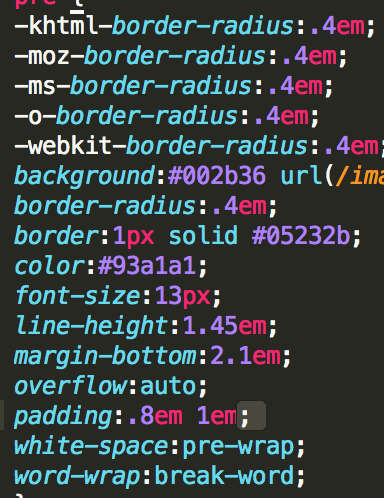 pre {
-khtml-border-radius:.4em;
-moz-border-radius:.4em;
-ms-border-radius:.4em;
-o-border-radius:.4em;
-webkit-border-radius:.4em;
background:#002b36 url(/ima
border-radius:.4em;
border:1px solid #05232b;
color:#93a1a1;
font-size:13px;
line-height:1.45em;
margin-bottom:2.1em;
overflow:auto;
padding:.8em 1em;
white-space:pre-wrap;
word-wrap:break-word;
}